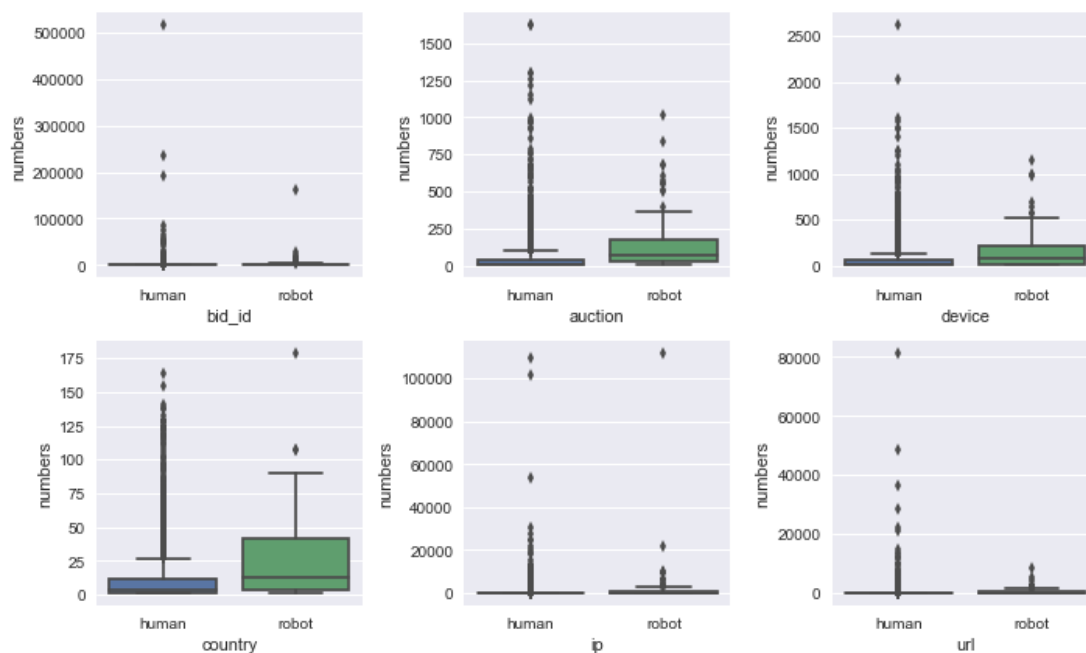 numbers
500000
400000
300000
200000
100000
0
human robot
bid_id
numbers
1500
1250
1000
750
500
250
0
human robot
auction
numbers
2500
2000
1500
1000
500
0
human robot
device
numbers
175
150
125
100
75
50
25
0
human robot
country
numbers
100000
80000
60000
40000
20000
0
human robot
ip
numbers
80000
60000
40000
20000
0
human robot
url